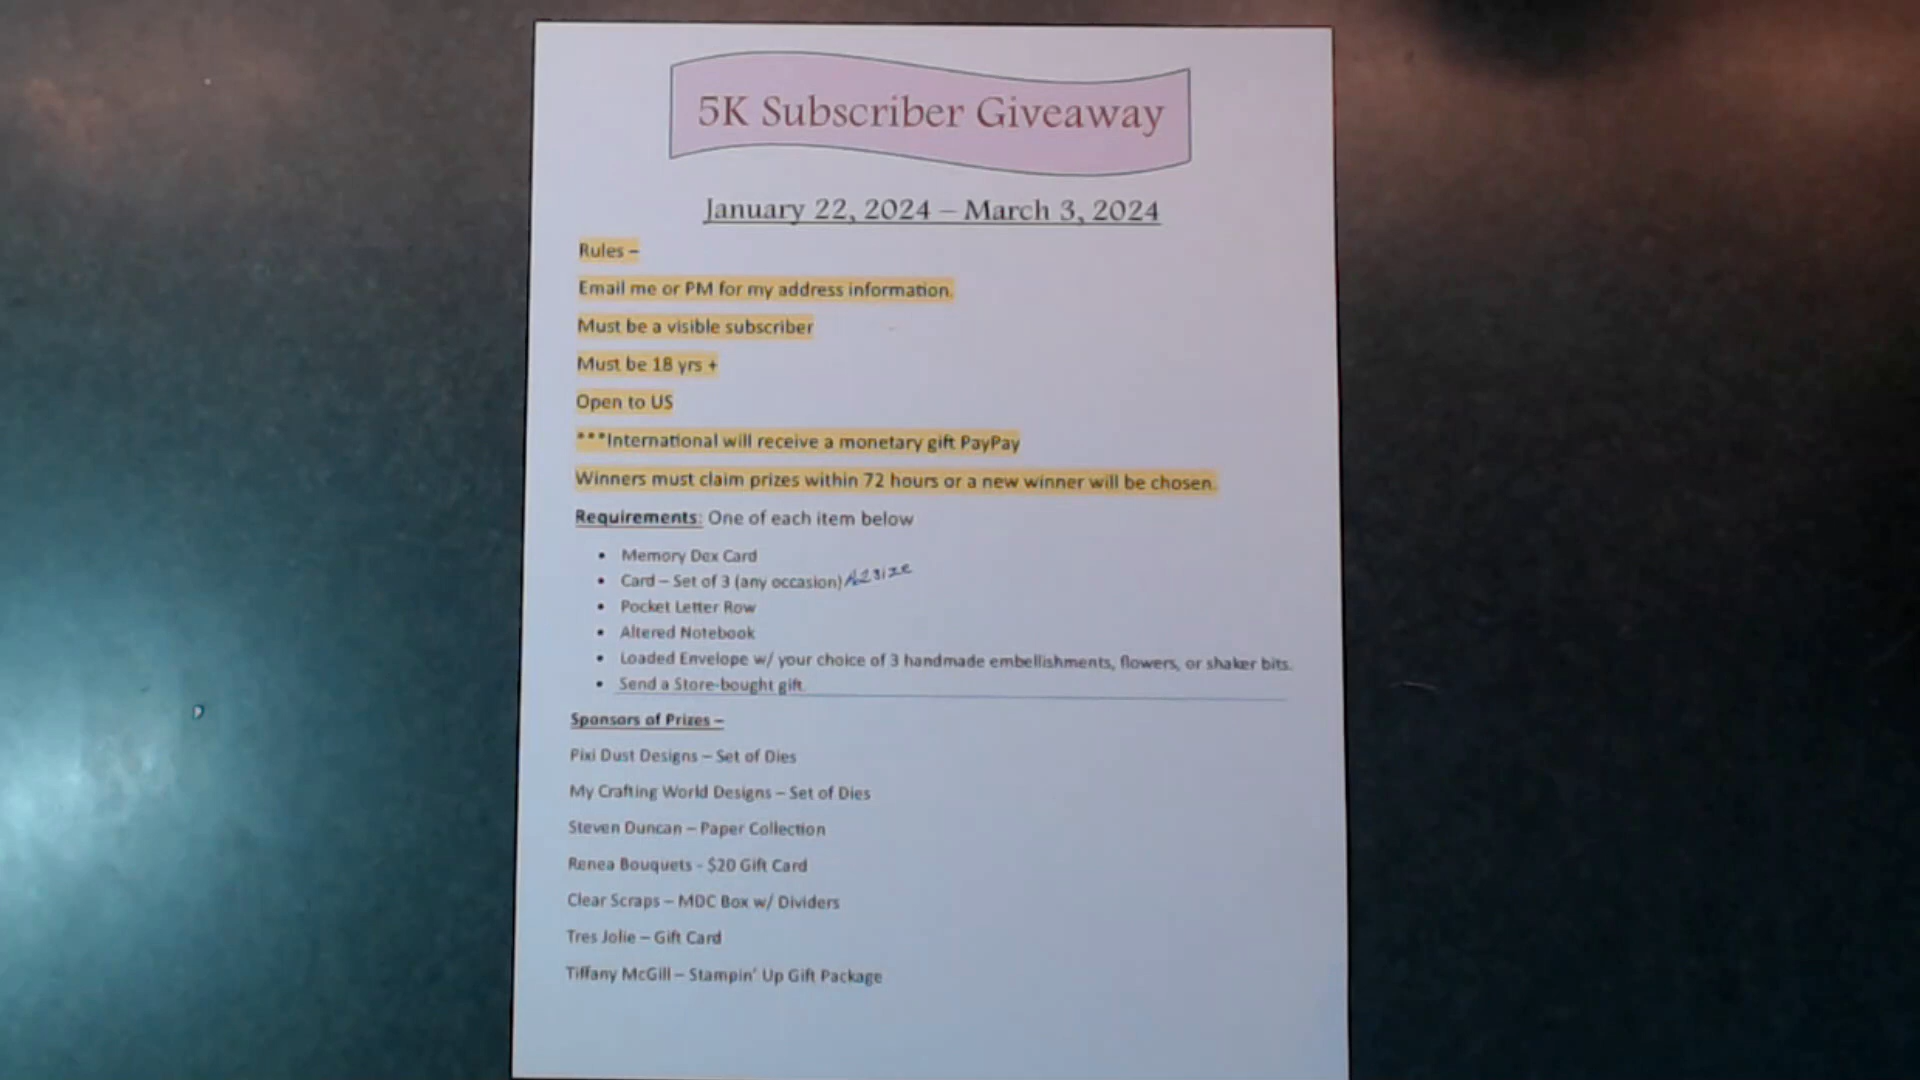 5K Subscriber Giveaway
January 22, 2024 – March 3, 2024
Rules –
Email me or PM for my address information.
Must be a visible subscriber
Must be 18 yrs +
Open to US
***International will receive a monetary gift PayPay
Winners must claim prizes within 72 hours or a new winner will be chosen.
Requirements: One of each item below
• Memory Dex Card
• Card – Set of 3 (any occasion) A2 size
• Pocket Letter Row
• Altered Notebook
• Loaded Envelope w/ your choice of 3 handmade embellishments, flowers, or shaker bits.
• Send a Store-bought gift
Sponsors of Prizes –
Pixi Dust Designs – Set of Dies
My Crafting World Designs – Set of Dies
Steven Duncan – Paper Collection
Renea Bouquets - $20 Gift Card
Clear Scraps – MDC Box w/ Dividers
Tres Jolie – Gift Card
Tiffany McGill – Stampin' Up Gift Package